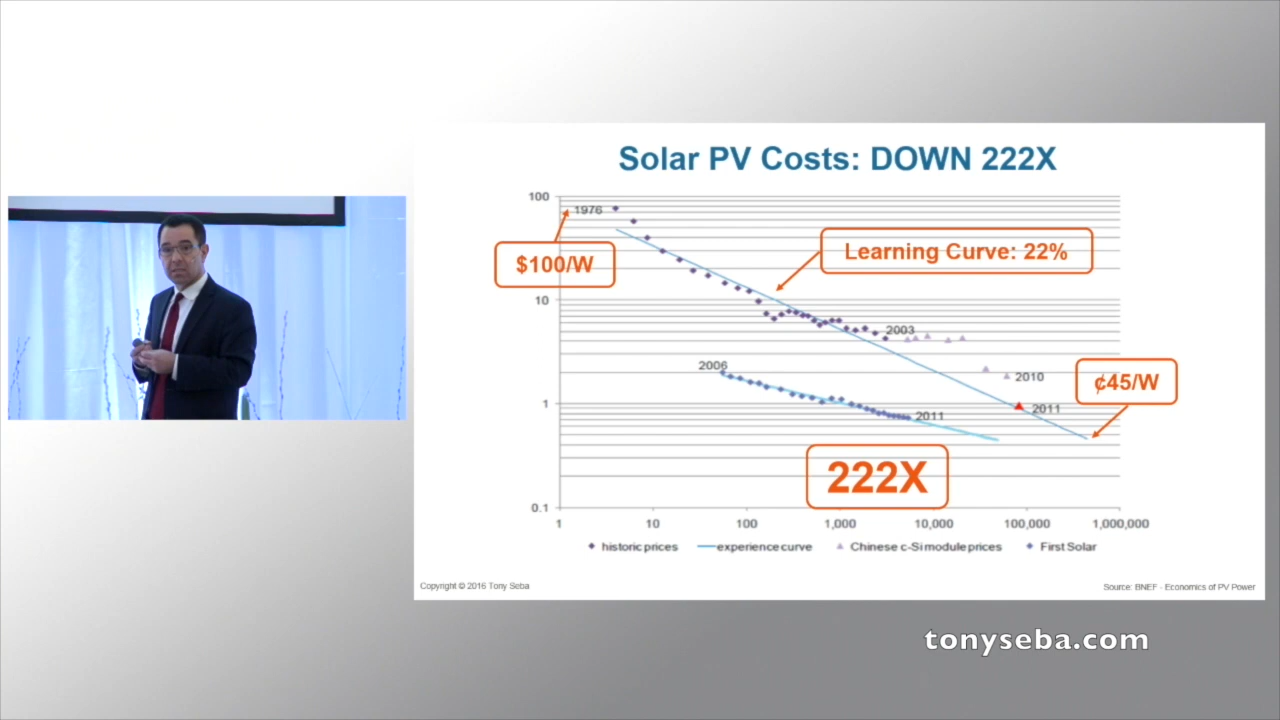 Solar PV Costs: DOWN 222X
100
1976
Learning Curve: 22%
$100/W
10
2003
2006
2010
¢45/W
1
2011
2011
222X
0.1
1 10 100 1,000 10,000 100,000 1,000,000
historic prices experience curve Chinese c-Si module prices First Solar
Copyright © 2016 Tony Seba
Source: BNEF - Economics of PV Power
tonyseba.com